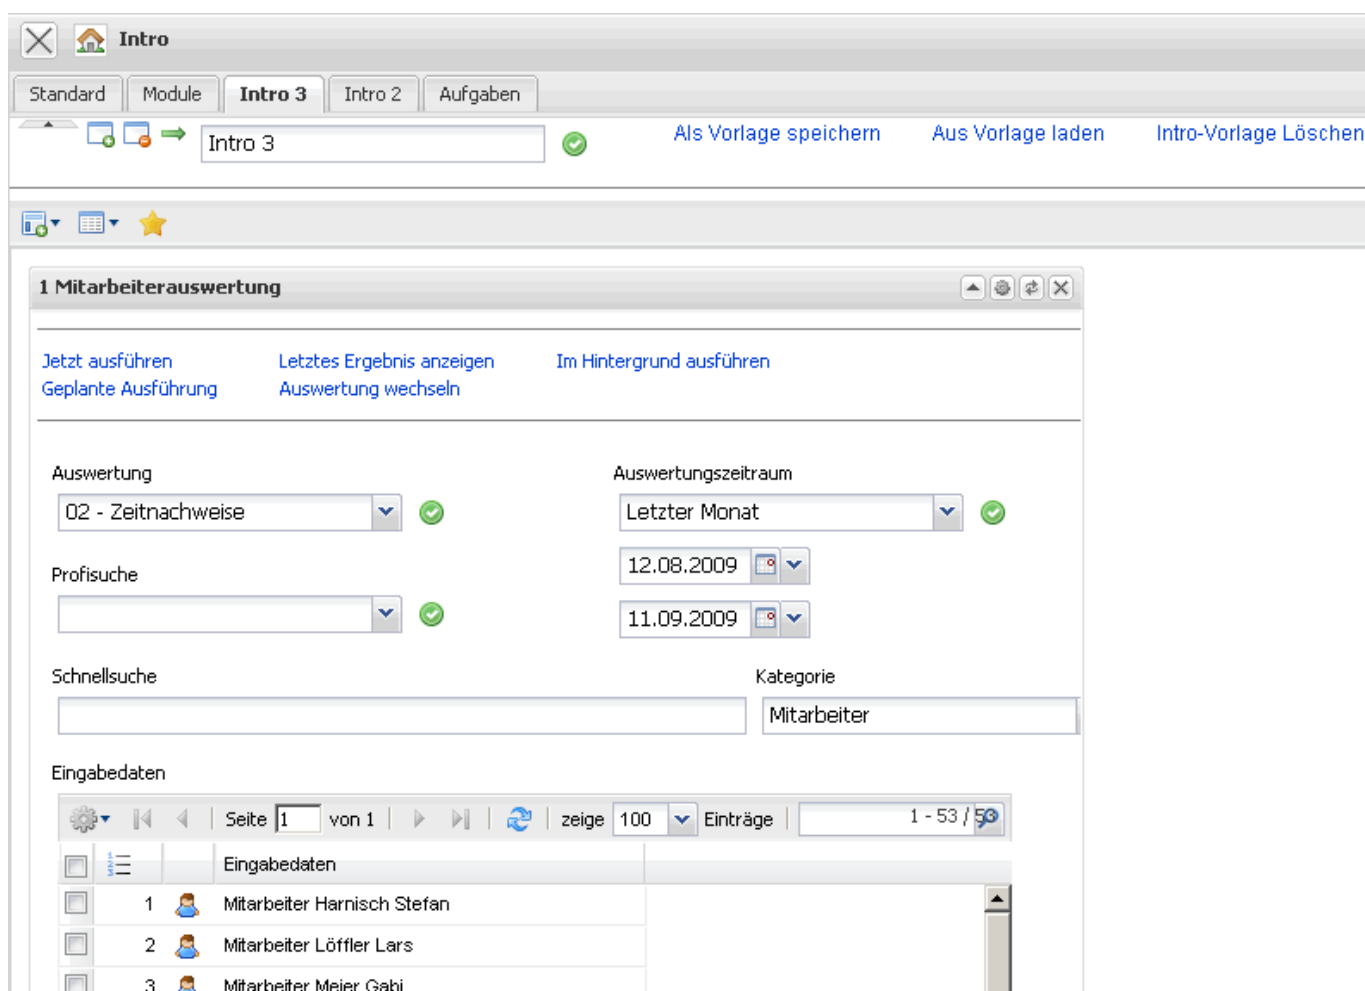 Intro
Standard Module Intro 3 Intro 2 Aufgaben
Intro 3 Als Vorlage speichern Aus Vorlage laden Intro-Vorlage Löschen
1 Mitarbeiterauswertung
Jetzt ausführen Letztes Ergebnis anzeigen Im Hintergrund ausführen
Geplante Ausführung Auswertung wechseln
Auswertung Auswertungszeitraum
02 - Zeitnachweise Letzter Monat
12.08.2009
Profisuche
11.09.2009
Schnellsuche Kategorie
Mitarbeiter
Eingabedaten
Seite 1 von 1 zeige 100 Einträge 1 - 53 / 53
Eingabedaten
1 Mitarbeiter Harnisch Stefan
2 Mitarbeiter Löffler Lars
3 Mitarbeiter Meier Gabi